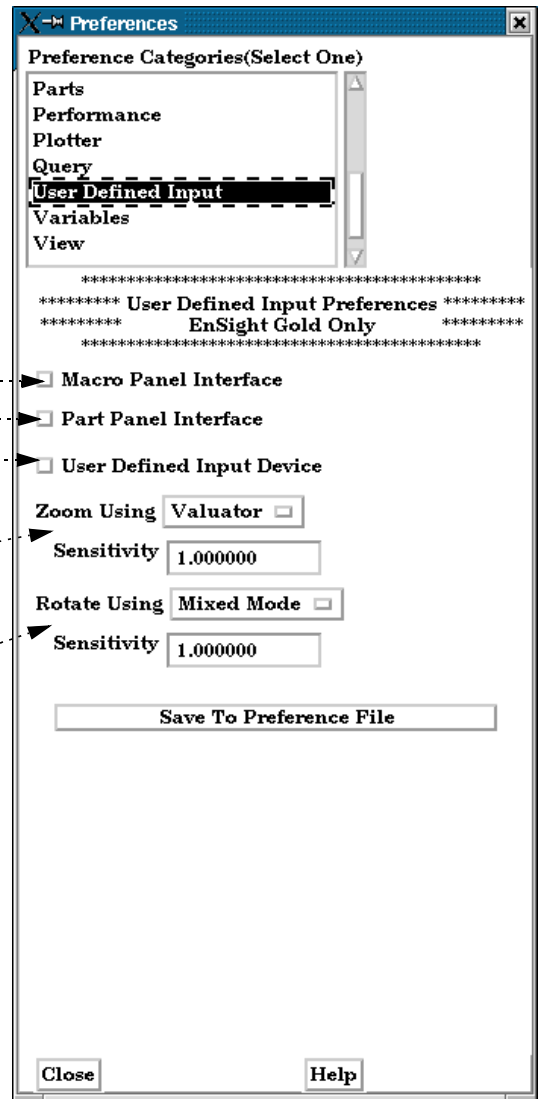 Preferences
Preference Categories(Select One)
Parts
Performance
Plotter
Query
User Defined Input
Variables
View
********************************************
********* User Defined Input Preferences *********
********* EnSight Gold Only *********
********************************************
Macro Panel Interface
Part Panel Interface
User Defined Input Device
Zoom Using Valuator
Sensitivity 1.000000
Rotate Using Mixed Mode
Sensitivity 1.000000
Save To Preference File
Close Help